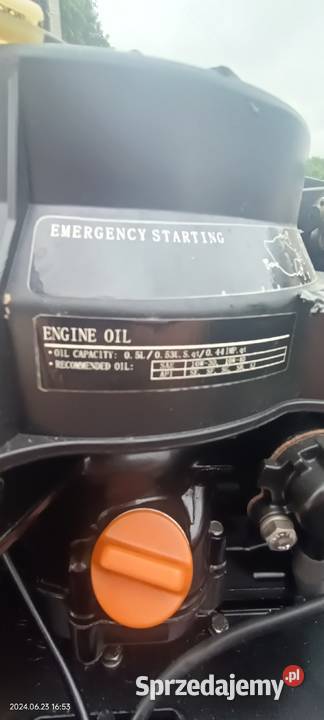 EMERGENCY STARTING
ENGINE OIL
• OIL CAPACITY: 0.5L/0.53U.S.qt/0.44IMP.qt
• RECOMMENDED OIL: SAE
API
2024.06.23 16:53
Sprzedajemy.pl